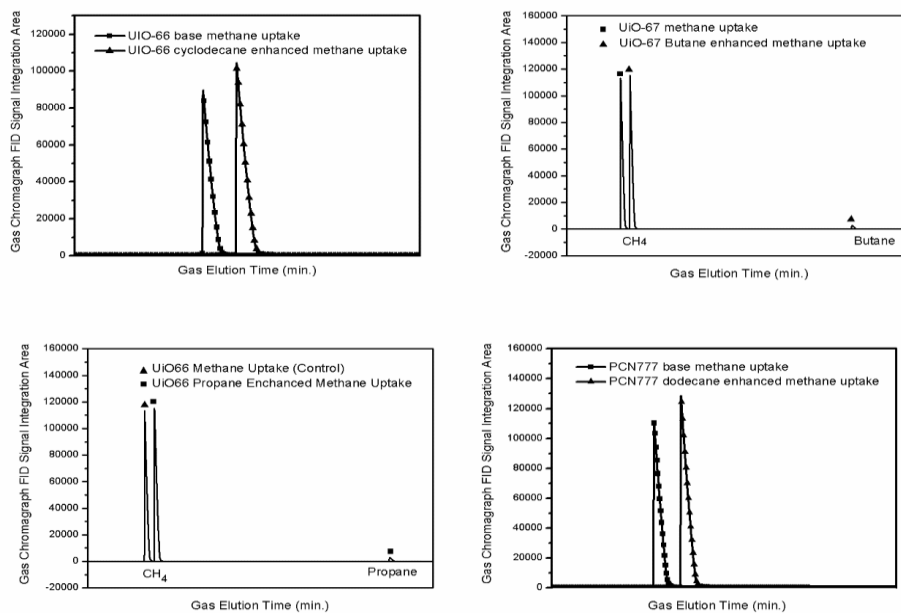 Gas Chromagraph FID Signal Integration Area
120000
100000
80000
60000
40000
20000
0
UIO-66 base methane uptake
UIO-66 cyclodecane enhanced methane uptake
Gas Elution Time (min.)
Gas Chromagraph FID Signal Integration Area
160000
140000
120000
100000
80000
60000
40000
20000
0
-20000
UiO-67 methane uptake
UiO-67 Butane enhanced methane uptake
CH4
Butane
Gas Elution Time (min.)
Gas Chromagraph FID Signal Integration Area
160000
140000
120000
100000
80000
60000
40000
20000
0
-20000
UiO66 Methane Uptake (Control)
UiO66 Propane Enchanced Methane Uptake
CH4
Propane
Gas Elution Time (min.)
Gas Chromagraph FID Signal Integration Area
160000
140000
120000
100000
80000
60000
40000
20000
0
PCN777 base methane uptake
PCN777 dodecane enhanced methane uptake
Gas Elution Time (min.)